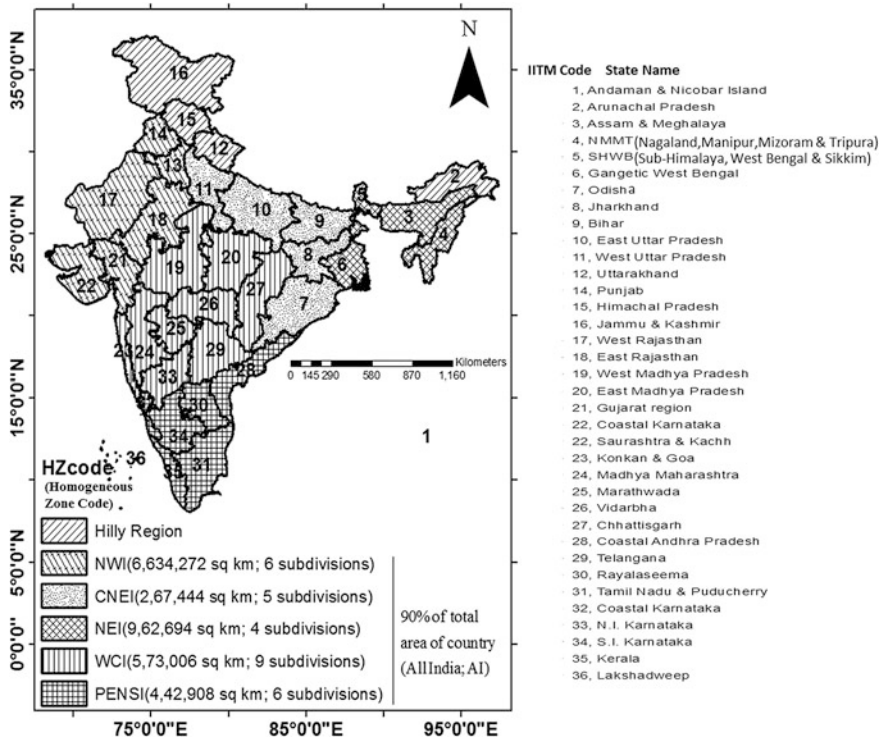 N
IITM Code State Name
1, Andaman & Nicobar Island
2, Arunachal Pradesh
3, Assam & Meghalaya
4, NMMT(Nagaland,Manipur,Mizoram & Tripura)
5, SHWB(Sub-Himalaya, West Bengal & Sikkim)
6, Gangetic West Bengal
7, Odisha
8, Jharkhand
9, Bihar
10, East Uttar Pradesh
11, West Uttar Pradesh
12, Uttarakhand
14, Punjab
15, Himachal Pradesh
16, Jammu & Kashmir
17, West Rajasthan
18, East Rajasthan
19, West Madhya Pradesh
20, East Madhya Pradesh
21, Gujarat region
22, Coastal Karnataka
22, Saurashtra & Kachh
23, Konkan & Goa
24, Madhya Maharashtra
25, Marathwada
26, Vidarbha
27, Chhattisgarh
28, Coastal Andhra Pradesh
29, Telangana
30, Rayalaseema
31, Tamil Nadu & Puducherry
32, Coastal Karnataka
33, N.I. Karnataka
34, S.I. Karnataka
35, Kerala
36, Lakshadweep
35°0'0"N
25°0'0"N
15°0'0"N
5°0'0"N
0°0'0"
16
15
14
12
13
11
17
10
9
5
2
3
4
18
8
6
21
19
20
22
27
7
26
25
23
24
29
33
28
30
34
31
35
36
1
Kilometers
0 145 290 580 870 1,160
HZcode
(Homogeneous
Zone Code)
Hilly Region
NWI(6,634,272 sq km; 6 subdivisions)
CNEI(2,67,444 sq km; 5 subdivisions)
NEI(9,62,694 sq km; 4 subdivisions)
WCI(5,73,006 sq km; 9 subdivisions)
PENSI(4,42,908 sq km; 6 subdivisions)
90% of total
area of country
(AllIndia; AI)
75°0'0"E 85°0'0"E 95°0'0"E